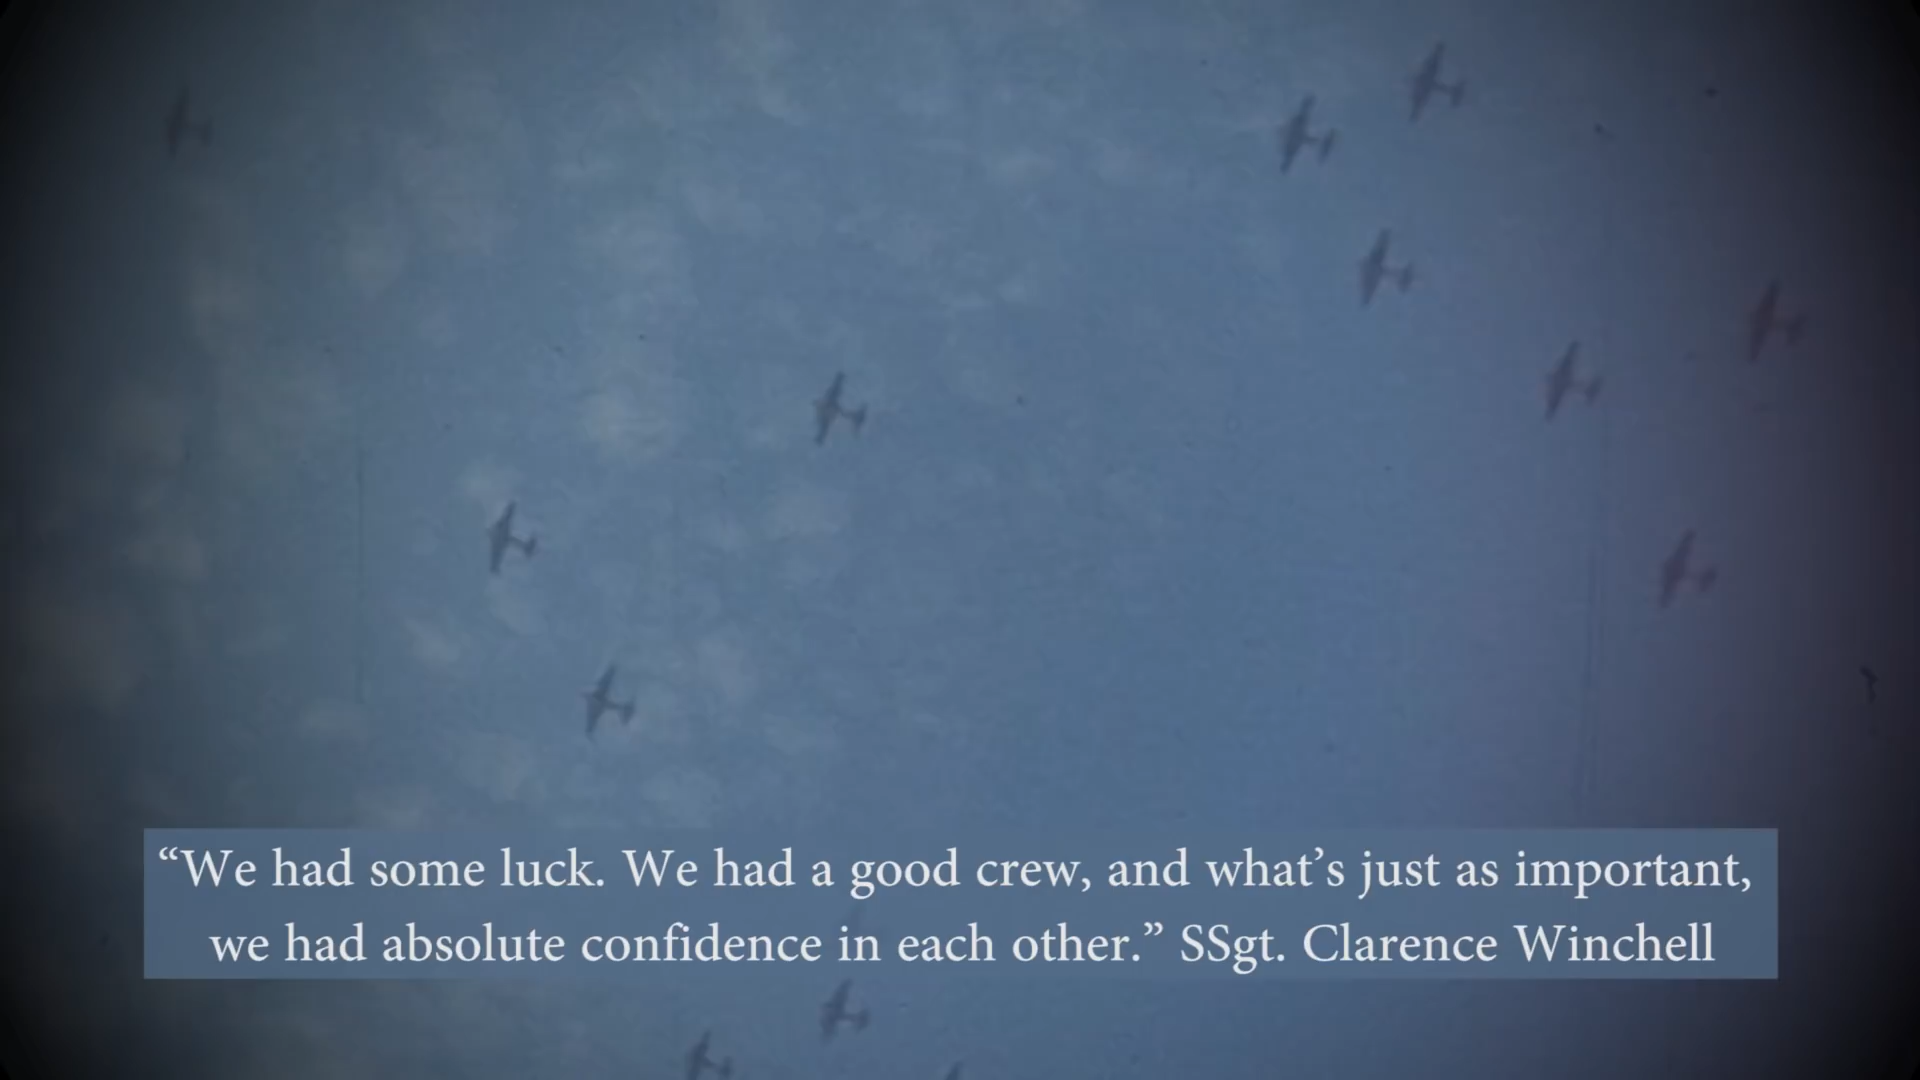 “We had some luck. We had a good crew, and what’s just as important,
we had absolute confidence in each other.” SSgt. Clarence Winchell